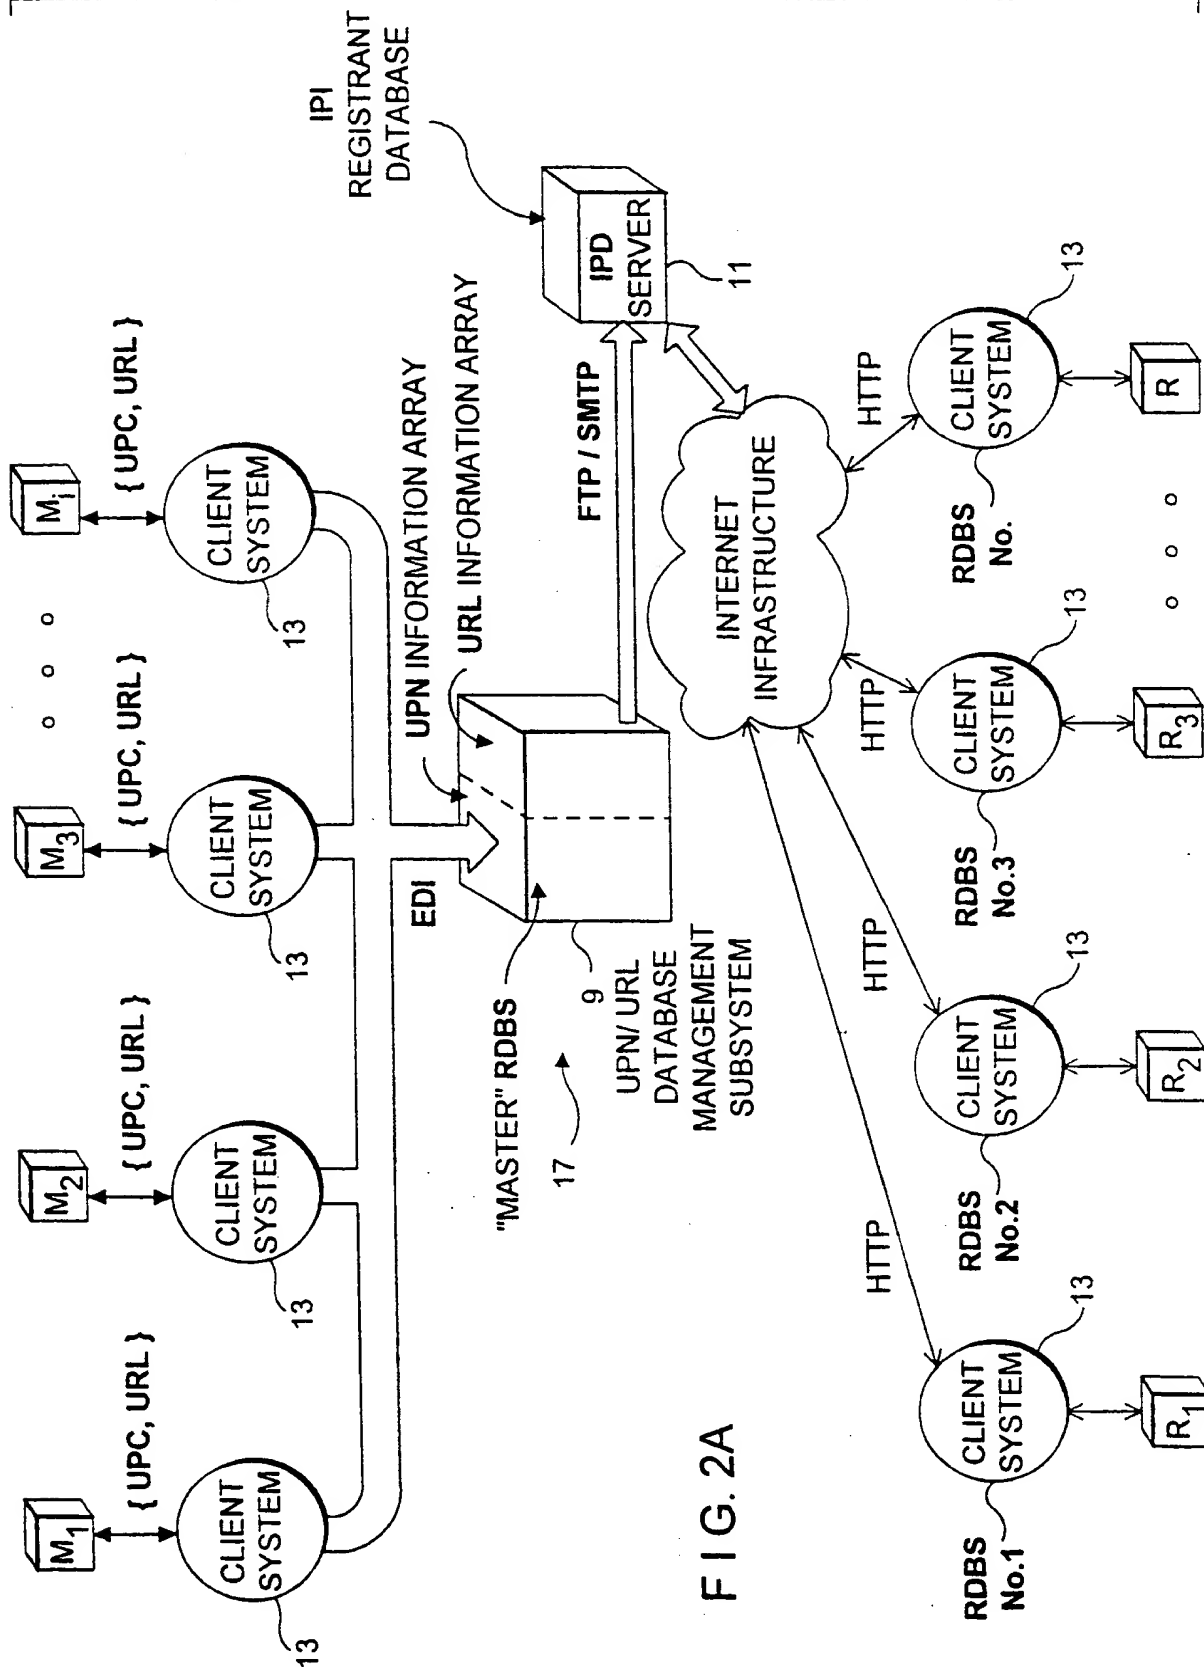 M1
M2
M3
Mi
{ UPC, URL }
{ UPC, URL }
{ UPC, URL }
{ UPC, URL }
CLIENT
SYSTEM
CLIENT
SYSTEM
CLIENT
SYSTEM
CLIENT
SYSTEM
13
13
13
13
IPI
REGISTRANT
DATABASE
EDI
UPN INFORMATION ARRAY
URL INFORMATION ARRAY
"MASTER" RDBS
17
9
UPN/ URL
DATABASE
MANAGEMENT
SUBSYSTEM
FTP / SMTP
IPD
SERVER
11
INTERNET
INFRASTRUCTURE
F I G. 2A
HTTP
HTTP
HTTP
HTTP
CLIENT
SYSTEM
CLIENT
SYSTEM
CLIENT
SYSTEM
CLIENT
SYSTEM
13
13
13
13
RDBS
No.1
RDBS
No.2
RDBS
No.3
RDBS
No.
R1
R2
R3
R